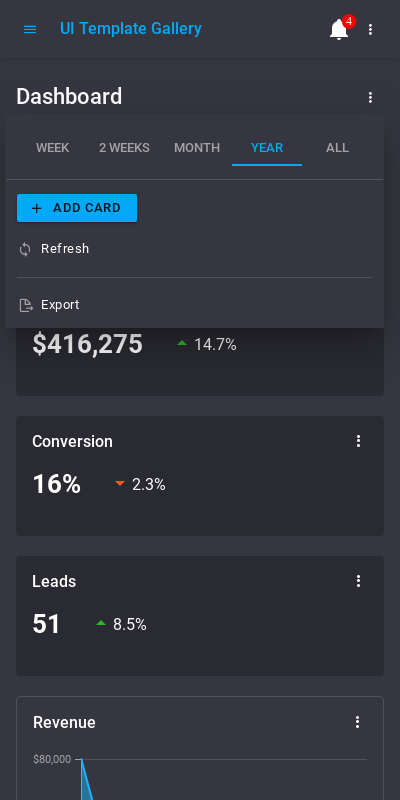 UI Template Gallery
4
Dashboard
WEEK 2 WEEKS MONTH YEAR ALL
ADD CARD
Refresh
Export
$416,275 14.7%
Conversion
16% 2.3%
Leads
51 8.5%
Revenue
$80,000